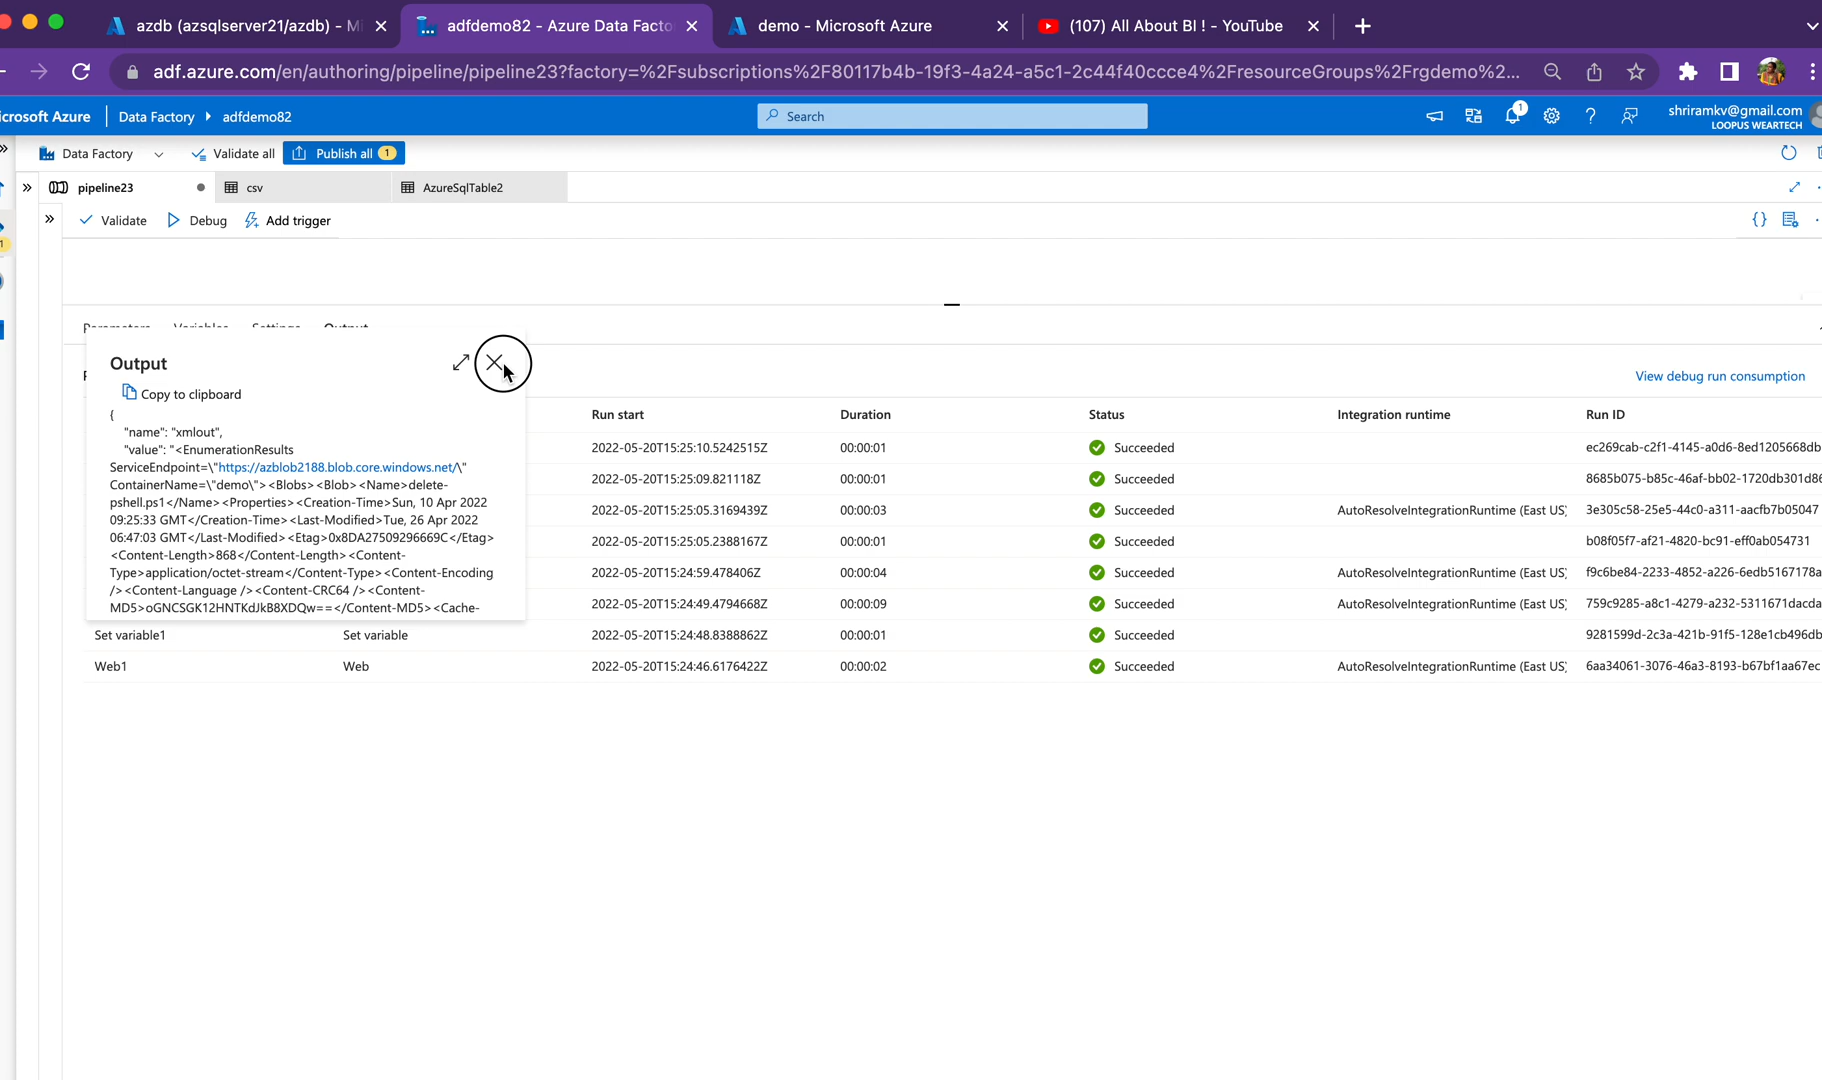 azdb (azsqlserver21/azdb) - Mi
adfdemo82 - Azure Data Facto
demo - Microsoft Azure
(107) All About BI ! - YouTube
adf.azure.com/en/authoring/pipeline/pipeline23?factory=%2Fsubscriptions%2F80117b4b-19f3-4a24-a5c1-2c44f40ccce4%2FresourceGroups%2Frgdemo%2...
icrosoft Azure
Data Factory
adfdemo82
Search
1
shriramkv@gmail.com
LOOPUS WEARTECH
Data Factory
Validate all
Publish all 1
pipeline23
csv
AzureSqlTable2
Validate
Debug
Add trigger
{}
1
Parameters Variables Settings Output
Output
Copy to clipboard
{
"name": "xmlout",
"value": "<EnumerationResults
ServiceEndpoint=\"https://azblob2188.blob.core.windows.net/\"
ContainerName=\"demo\"><Blobs><Blob><Name>delete-
pshell.ps1</Name><Properties><Creation-Time>Sun, 10 Apr 2022
09:25:33 GMT</Creation-Time><Last-Modified>Tue, 26 Apr 2022
06:47:03 GMT</Last-Modified><Etag>0x8DA27509296669C</Etag>
<Content-Length>868</Content-Length><Content-
Type>application/octet-stream</Content-Type><Content-Encoding
/><Content-Language /><Content-CRC64 /><Content-
MD5>oGNCSGK12HNTKdJkB8XDQw==</Content-MD5><Cache-
View debug run consumption
Run start Duration Status Integration runtime Run ID
2022-05-20T15:25:10.5242515Z 00:00:01 Succeeded ec269cab-c2f1-4145-a0d6-8ed1205668db
2022-05-20T15:25:09.821118Z 00:00:01 Succeeded 8685b075-b85c-46af-bb02-1720db301d86
2022-05-20T15:25:05.3169439Z 00:00:03 Succeeded AutoResolveIntegrationRuntime (East US) 3e305c58-25e5-44c0-a311-aacfb7b05047
2022-05-20T15:25:05.2388167Z 00:00:01 Succeeded b08f05f7-af21-4820-bc91-eff0ab054731
2022-05-20T15:24:59.478406Z 00:00:04 Succeeded AutoResolveIntegrationRuntime (East US) f9c6be84-2233-4852-a226-6edb5167178a
2022-05-20T15:24:49.4794668Z 00:00:09 Succeeded AutoResolveIntegrationRuntime (East US) 759c9285-a8c1-4279-a232-5311671dacda
Set variable1 Set variable 2022-05-20T15:24:48.8388862Z 00:00:01 Succeeded 9281599d-2c3a-421b-91f5-128e1cb496db
Web1 Web 2022-05-20T15:24:46.6176422Z 00:00:02 Succeeded AutoResolveIntegrationRuntime (East US) 6aa34061-3076-46a3-8193-b67bf1aa67ec